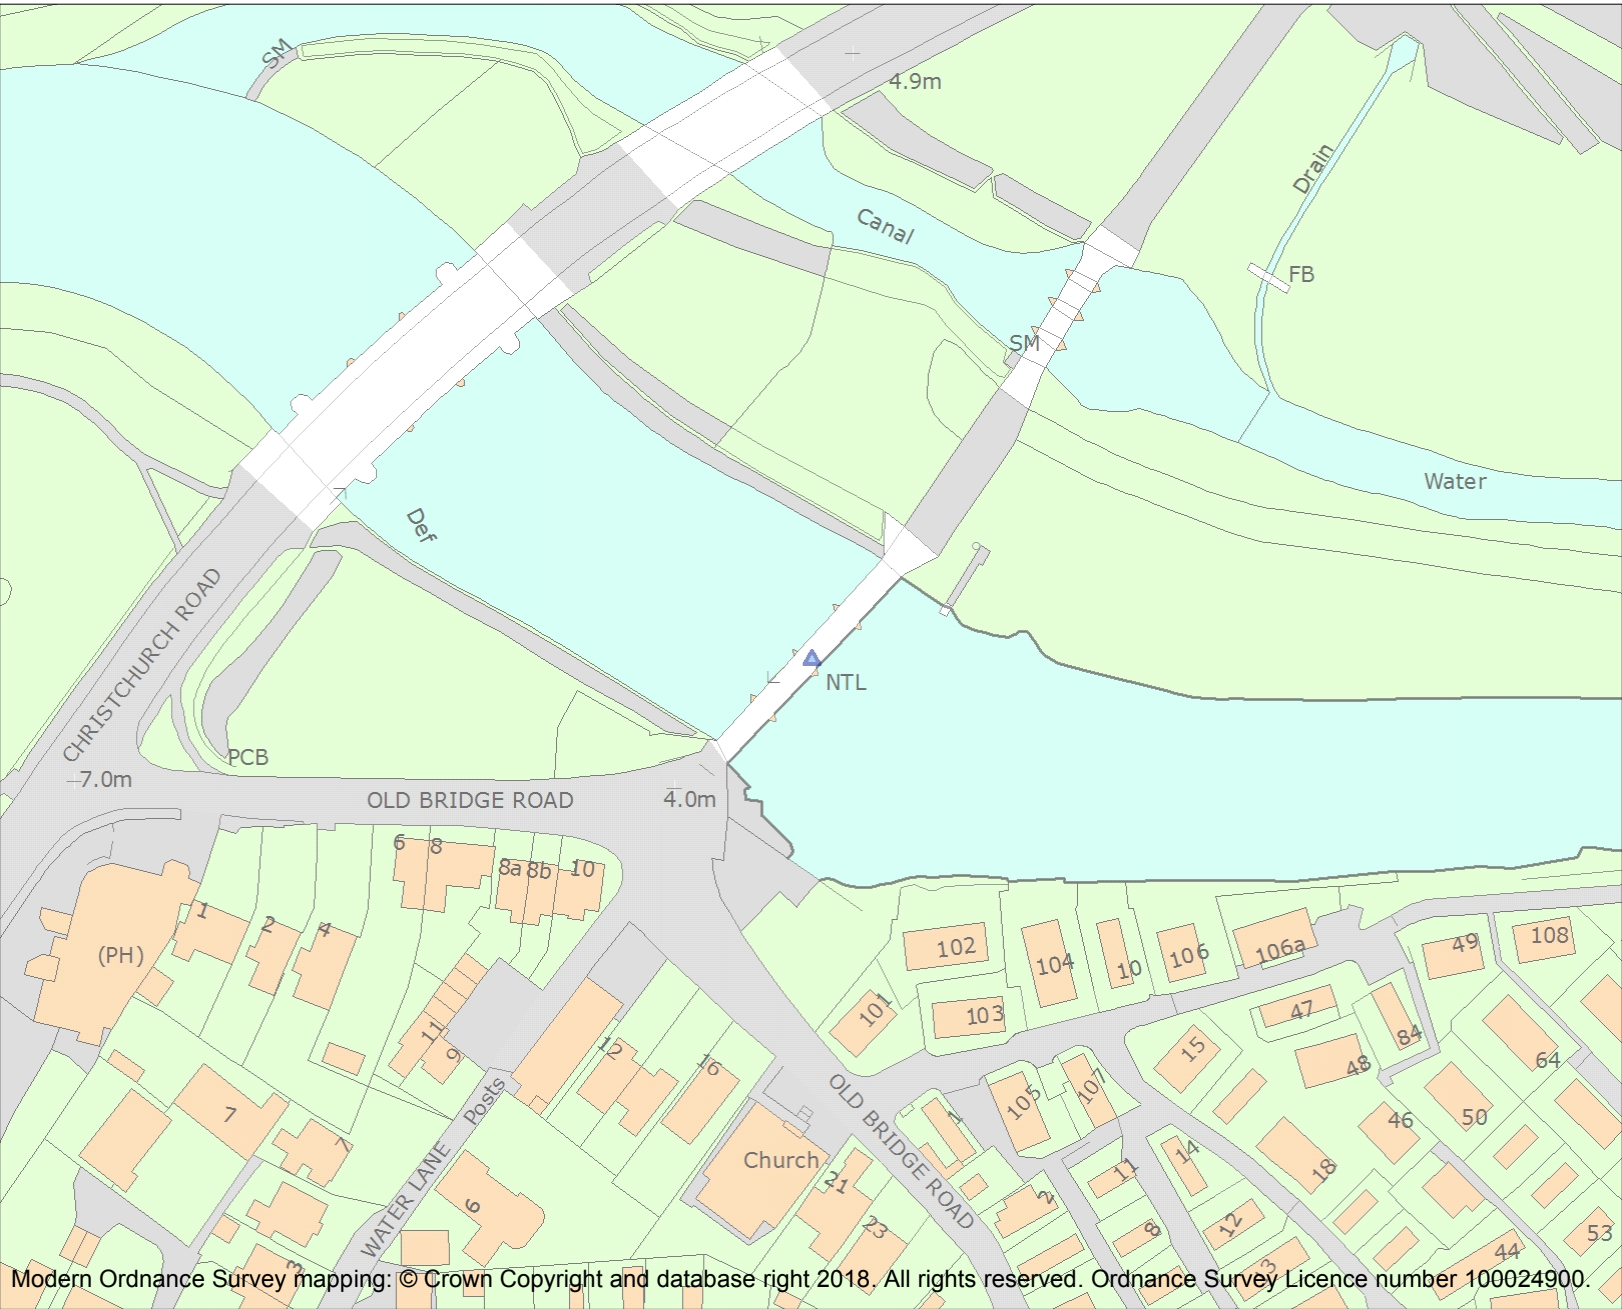 SM
4.9m
Drain
Canal
FB
SM
Water
Def
CHRISTCHURCH ROAD
NTL
PCB
7.0m
OLD BRIDGE ROAD
4.0m
6
8
8a
8b
10
1
2
4
(PH)
102
104
10
106
106a
49
108
101
103
47
84
15
48
64
11
9
12
16
Posts
7
7
OLD BRIDGE ROAD
105
107
1
50
46
14
18
11
Church
21
WATER LANE
6
23
2
8
12
53
44
3
3
Modern Ordnance Survey mapping: © Crown Copyright and database right 2018. All rights reserved. Ordnance Survey Licence number 100024900.